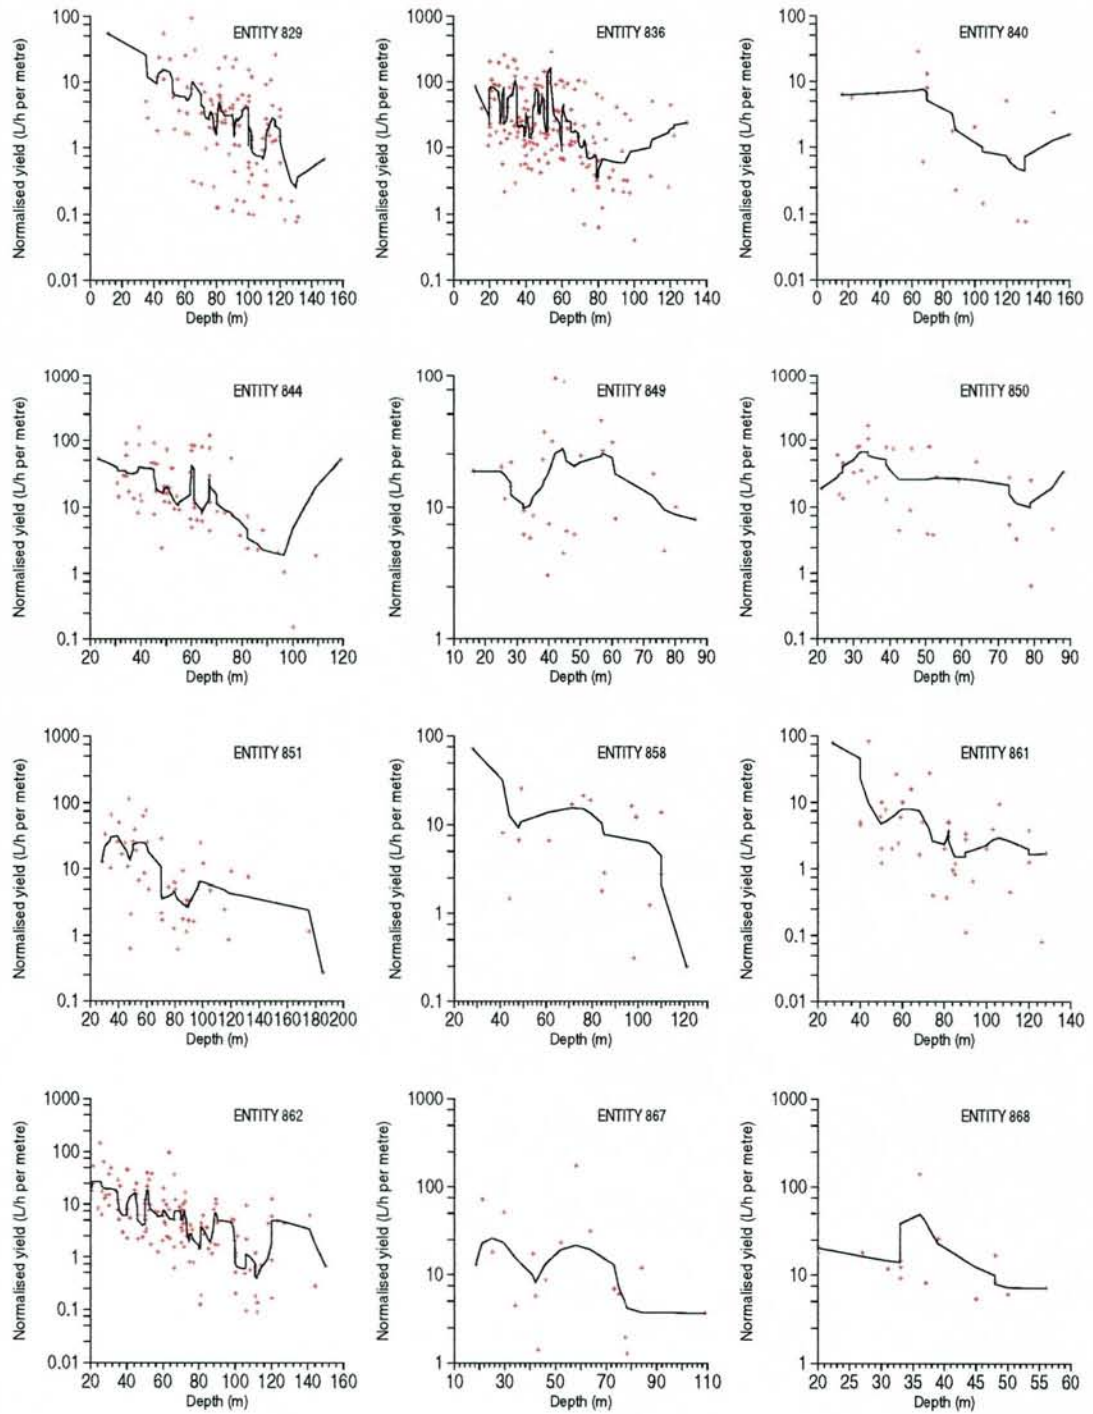 100
10
1
0.1
0.01
Normalised yield (L/h per metre)
ENTITY 829
0 20 40 60 80 100 120 140 160
Depth (m)
1000
100
10
1
0.1
Normalised yield (L/h per metre)
ENTITY 836
0 20 40 60 80 100 120 140
Depth (m)
100
10
1
0.1
0.01
Normalised yield (L/h per metre)
ENTITY 840
0 20 40 60 80 100 120 140 160
Depth (m)
1000
100
10
1
0.1
Normalised yield (L/h per metre)
ENTITY 844
20 40 60 80 100 120
Depth (m)
100
10
1
Normalised yield (L/h per metre)
ENTITY 849
10 20 30 40 50 60 70 80 90
Depth (m)
1000
100
10
1
0.1
Normalised yield (L/h per metre)
ENTITY 850
20 30 40 50 60 70 80 90
Depth (m)
1000
100
10
1
0.1
Normalised yield (L/h per metre)
ENTITY 851
20 40 60 80 100 120 140 160 180 200
Depth (m)
100
10
1
0.1
Normalised yield (L/h per metre)
ENTITY 858
20 40 60 80 100 120
Depth (m)
100
10
1
0.1
0.01
Normalised yield (L/h per metre)
ENTITY 861
20 40 60 80 100 120 140
Depth (m)
1000
100
10
1
0.1
0.01
Normalised yield (L/h per metre)
ENTITY 862
20 40 60 80 100 120 140 160
Depth (m)
1000
100
10
1
Normalised yield (L/h per metre)
ENTITY 867
10 30 50 70 90 110
Depth (m)
1000
100
10
1
Normalised yield (L/h per metre)
ENTITY 868
20 25 30 35 40 45 50 55 60
Depth (m)